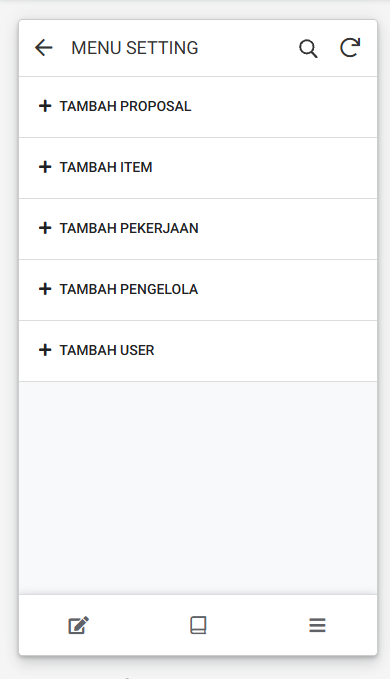 MENU SETTING
TAMBAH PROPOSAL
TAMBAH ITEM
TAMBAH PEKERJAAN
TAMBAH PENGELOLA
TAMBAH USER